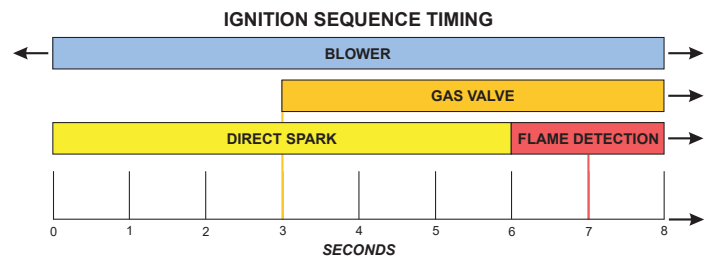 IGNITION SEQUENCE TIMING
BLOWER
GAS VALVE
DIRECT SPARK FLAME DETECTION
0 1 2 3 4 5 6 7 8
SECONDS